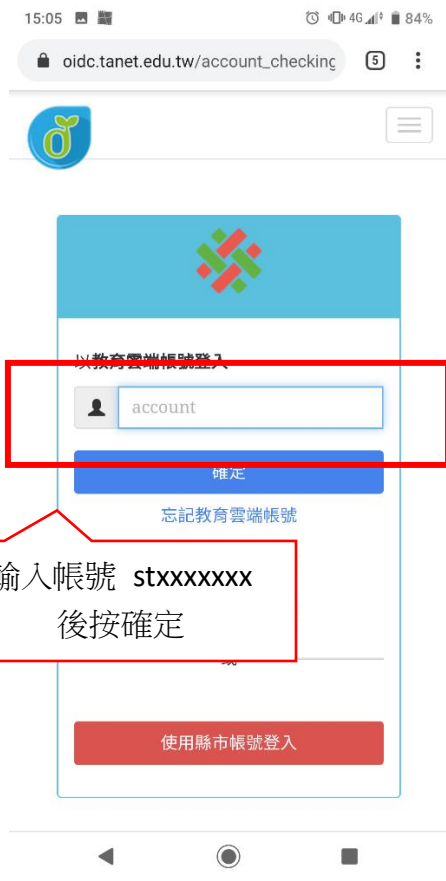 15:05
4G 84%
oidc.tanet.edu.tw/account_checking
5
以教育雲端帳號登入
account
確定
忘記教育雲端帳號
輸入帳號 stxxxxxxx
後按確定
使用縣市帳號登入